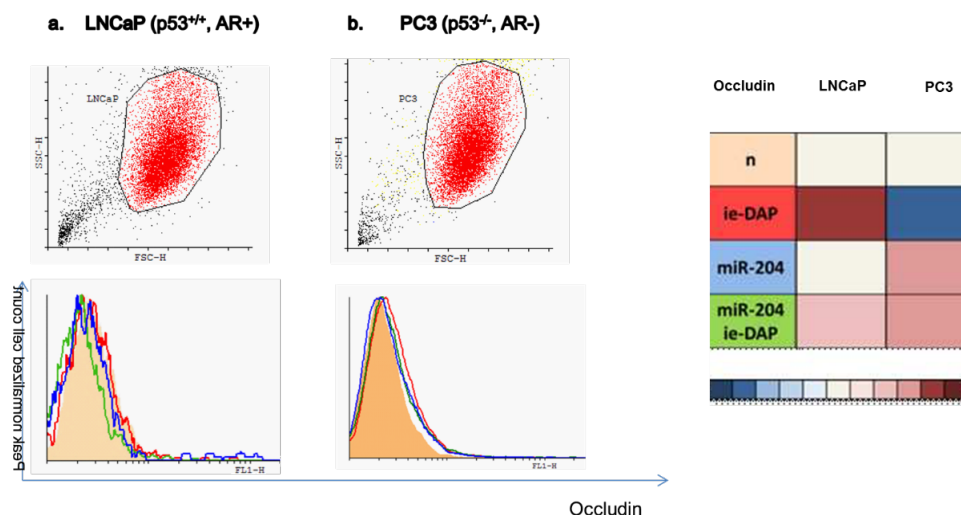 a. LNCaP (p53+/+, AR+)
b. PC3 (p53-/-, AR-)
LNCaP
SSC-H
FSC-H
PC3
SSC-H
FSC-H
Peak normalised cell count
FL1-H
FL1-H
Occludin
Occludin LNCaP PC3
n
ie-DAP
miR-204
miR-204
ie-DAP